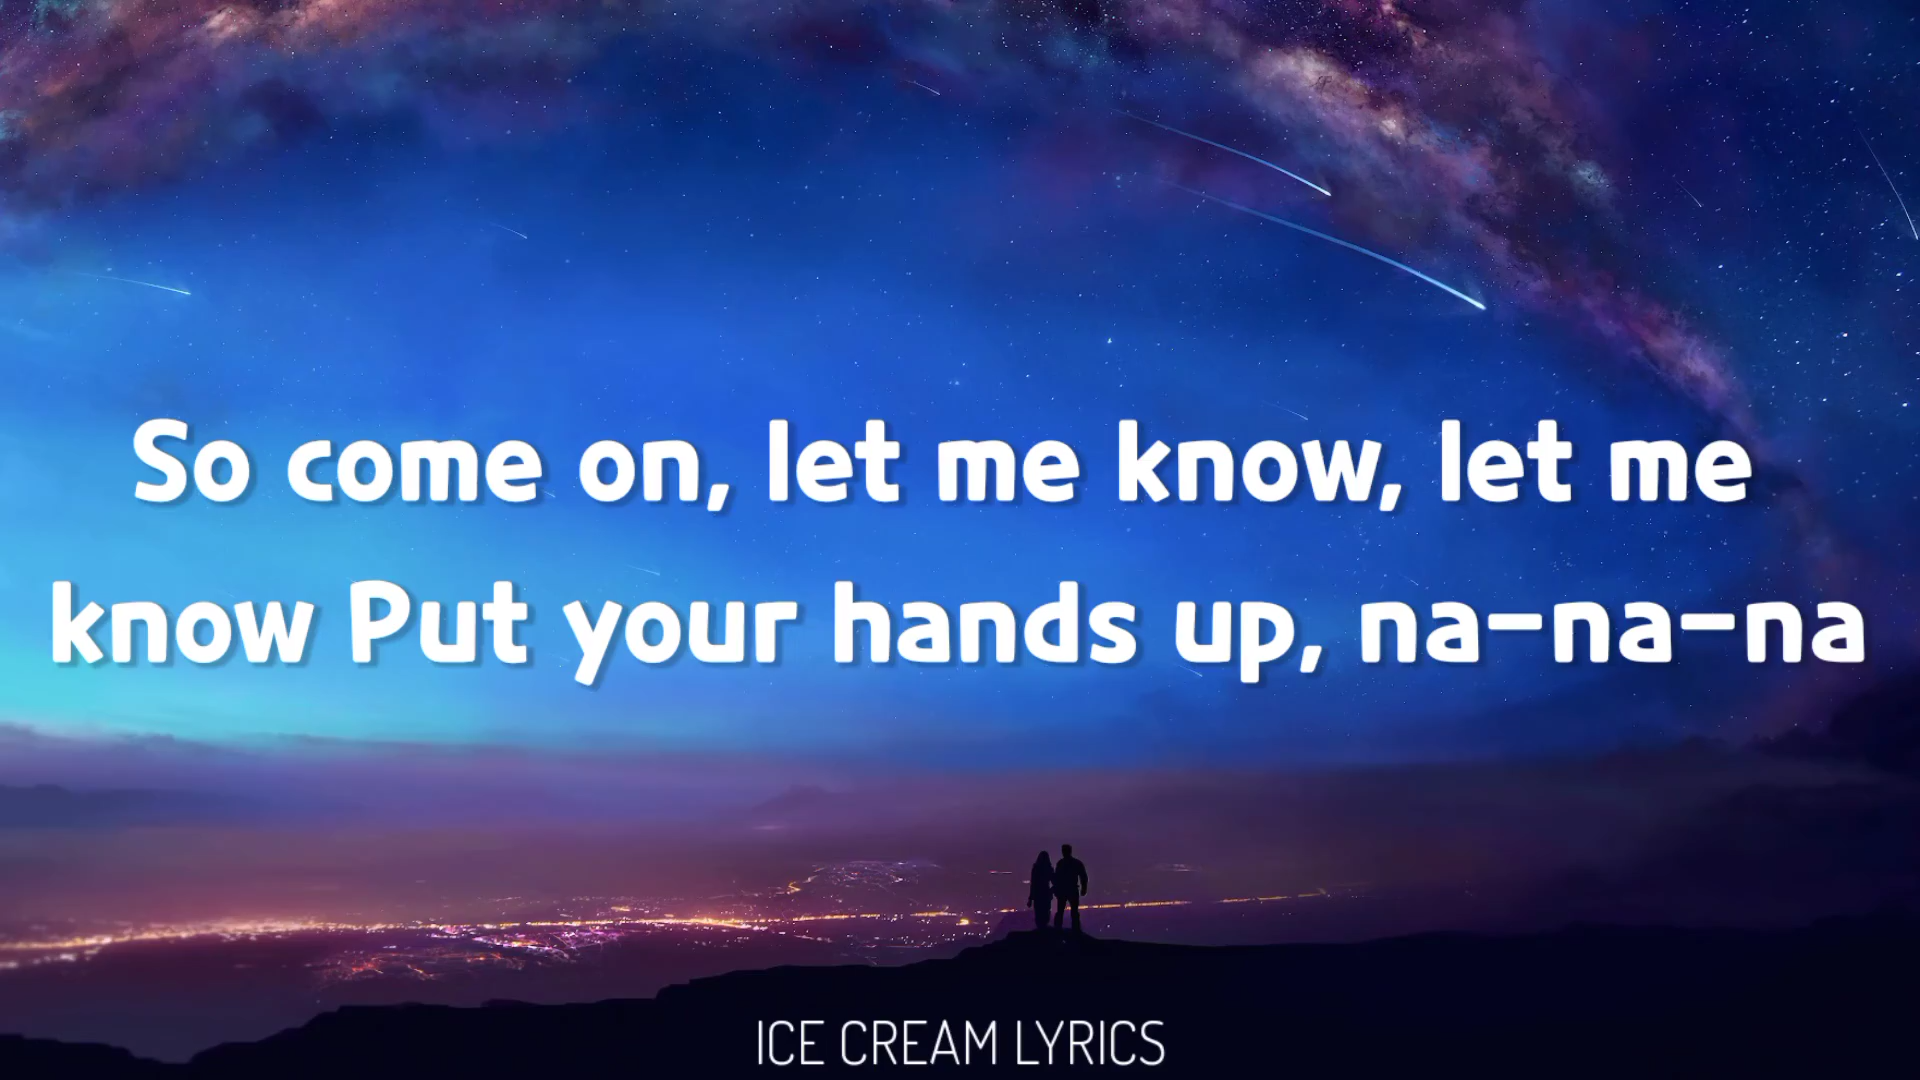 So come on, let me know, let me
know Put your hands up, na-na-na
ICE CREAM LYRICS